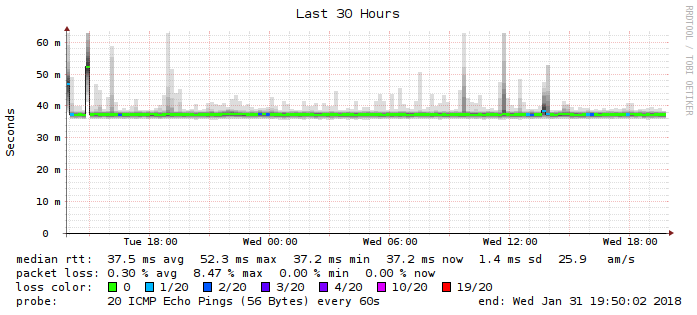 Last 30 Hours
RRDTOOL / TOBI OETIKER
Seconds
60 m
50 m
40 m
30 m
20 m
10 m
0
Tue 18:00 Wed 00:00 Wed 06:00 Wed 12:00 Wed 18:00
median rtt: 37.5 ms avg 52.3 ms max 37.2 ms min 37.2 ms now 1.4 ms sd 25.9 am/s
packet loss: 0.30 % avg 8.47 % max 0.00 % min 0.00 % now
loss color: 0 1/20 2/20 3/20 4/20 10/20 19/20
probe: 20 ICMP Echo Pings (56 Bytes) every 60s end: Wed Jan 31 19:50:02 2018